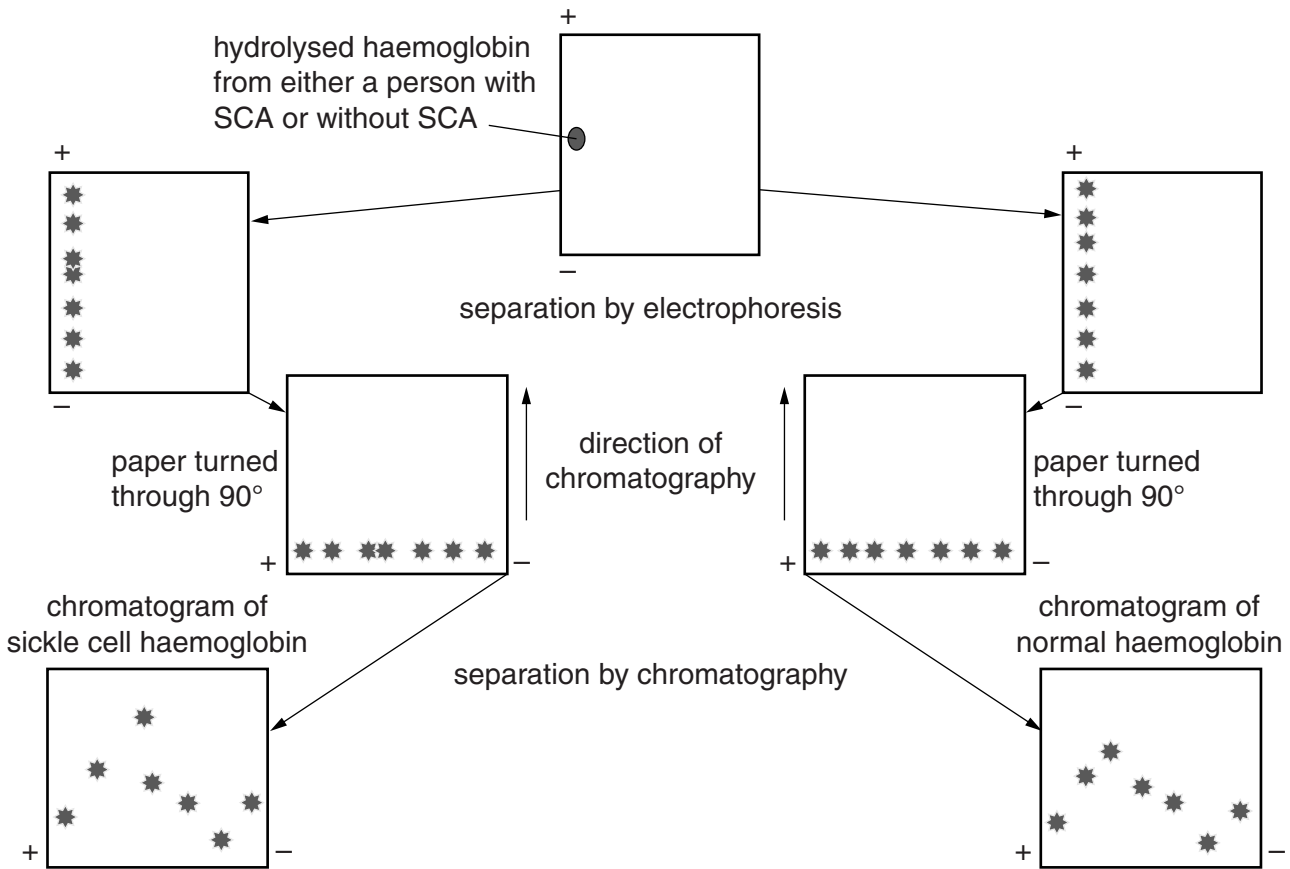 +
hydrolysed haemoglobin
from either a person with
SCA or without SCA
+
+
–
separation by electrophoresis
–
–
direction of
chromatography
paper turned
through 90°
paper turned
through 90°
+
–
+
–
chromatogram of
sickle cell haemoglobin
chromatogram of
normal haemoglobin
separation by chromatography
+
–
+
–